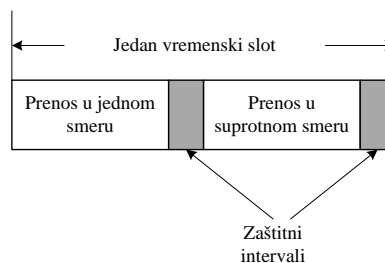 Jedan vremenski slot
Prenos u jednom
smeru
Prenos u
suprotnom smeru
Zaštitni
intervali